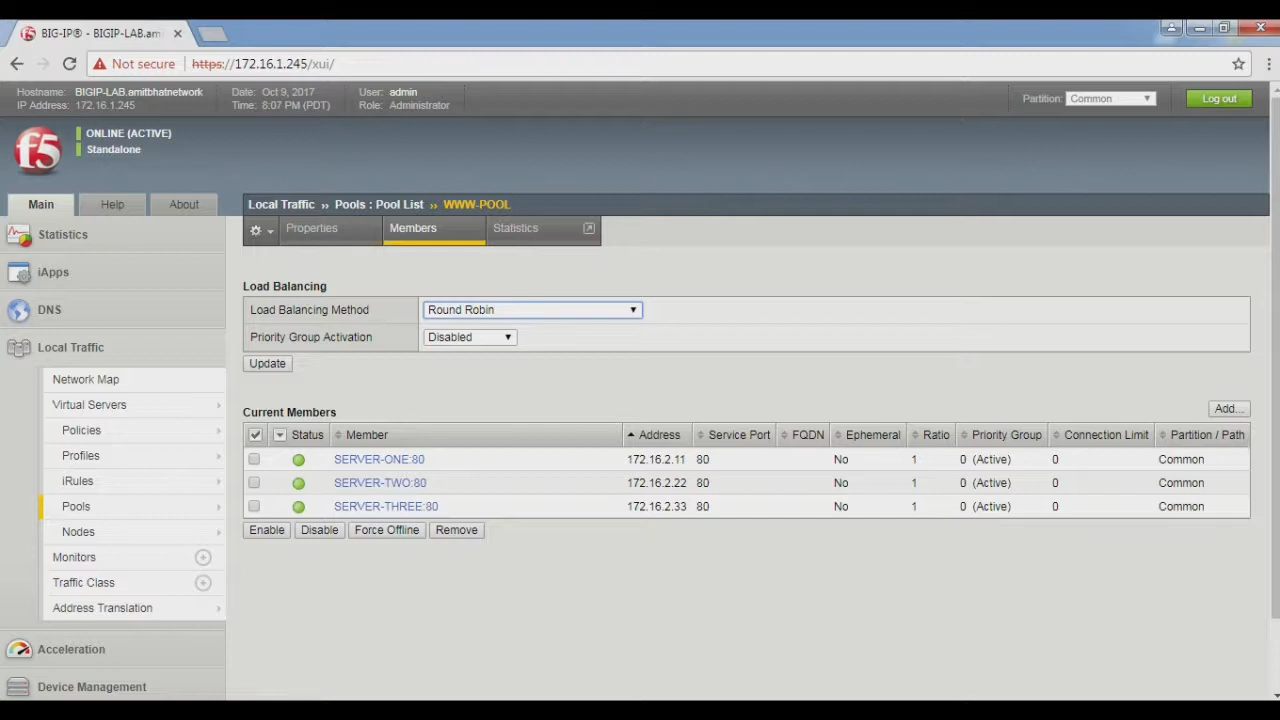 BIG-IP® - BIGIP-LAB.am
Not secure https://172.16.1.245/xui/
Hostname: BIGIP-LAB.amitbhatnetwork Date: Oct 9, 2017 User: admin
IP Address: 172.16.1.245 Time: 8:07 PM (PDT) Role: Administrator
Partition: Common Log out
f5
ONLINE (ACTIVE)
Standalone
Main Help About
Local Traffic ›› Pools : Pool List ›› WWW-POOL
Properties Members Statistics
Statistics
iApps
DNS
Local Traffic
Network Map
Virtual Servers
Policies
Profiles
iRules
Pools
Nodes
Monitors
Traffic Class
Address Translation
Acceleration
Device Management
Load Balancing
Load Balancing Method Round Robin
Priority Group Activation Disabled
Update
Current Members Add...
Status Member Address Service Port FQDN Ephemeral Ratio Priority Group Connection Limit Partition / Path
SERVER-ONE:80 172.16.2.11 80 No 1 0 (Active) 0 Common
SERVER-TWO:80 172.16.2.22 80 No 1 0 (Active) 0 Common
SERVER-THREE:80 172.16.2.33 80 No 1 0 (Active) 0 Common
Enable Disable Force Offline Remove